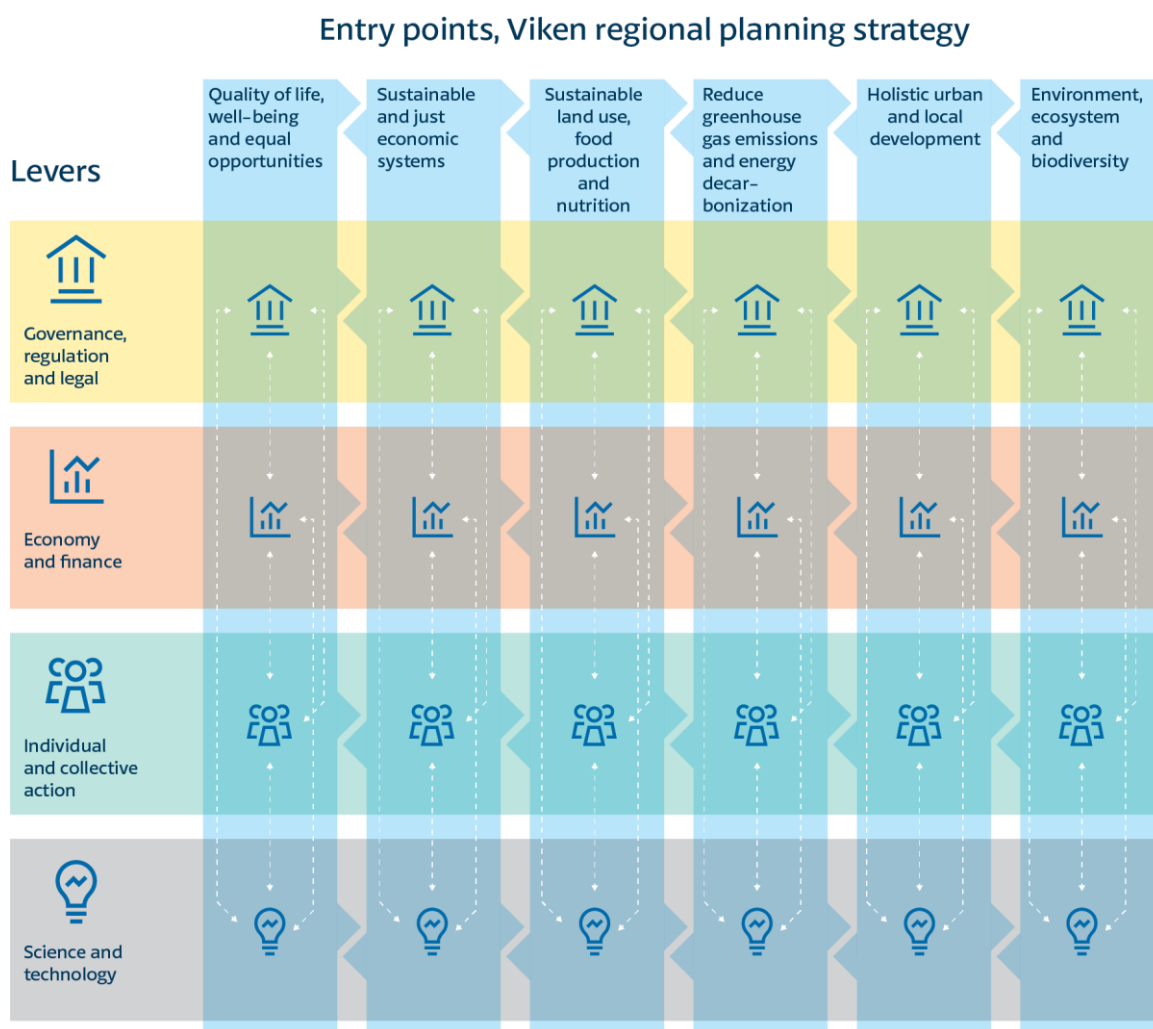 Entry points, Viken regional planning strategy
Quality of life,
well-being
and equal
opportunities
Sustainable
and just
economic
systems
Sustainable
land use,
food
production
and
nutrition
Reduce
greenhouse
gas emissions
and energy
decar-
bonization
Holistic urban
and local
development
Environment,
ecosystem
and
biodiversity
Levers
Governance,
regulation
and legal
Economy
and finance
Individual
and collective
action
Science and
technology